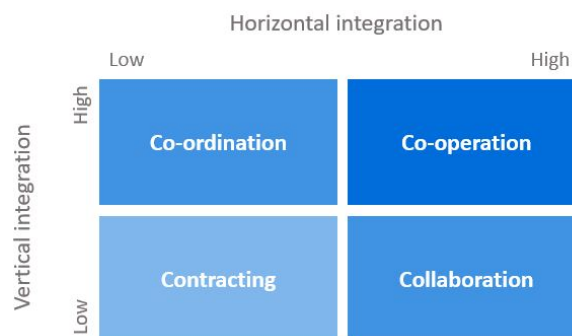 Horizontal integration
Low High
Vertical integration
High
Co-ordination Co-operation
Low
Contracting Collaboration